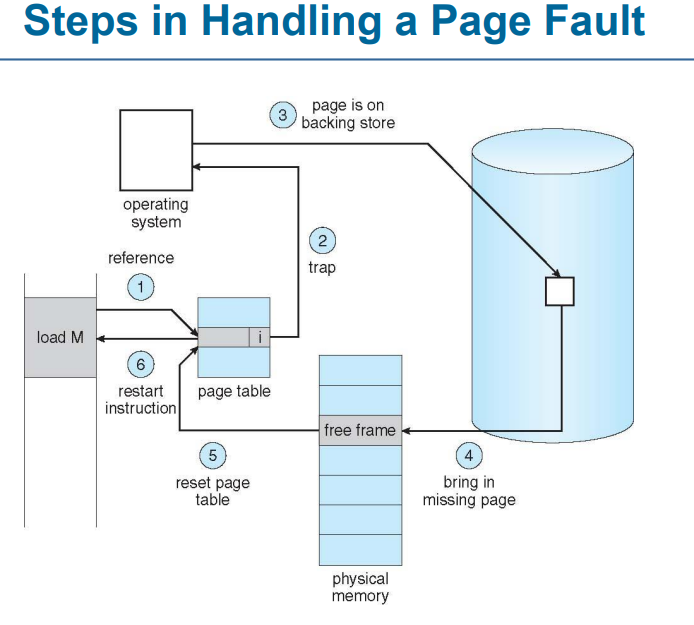 Steps in Handling a Page Fault
3
page is on
backing store
operating
system
reference
1
2
trap
load M
i
6
restart
instruction
page table
free frame
5
reset page
table
4
bring in
missing page
physical
memory